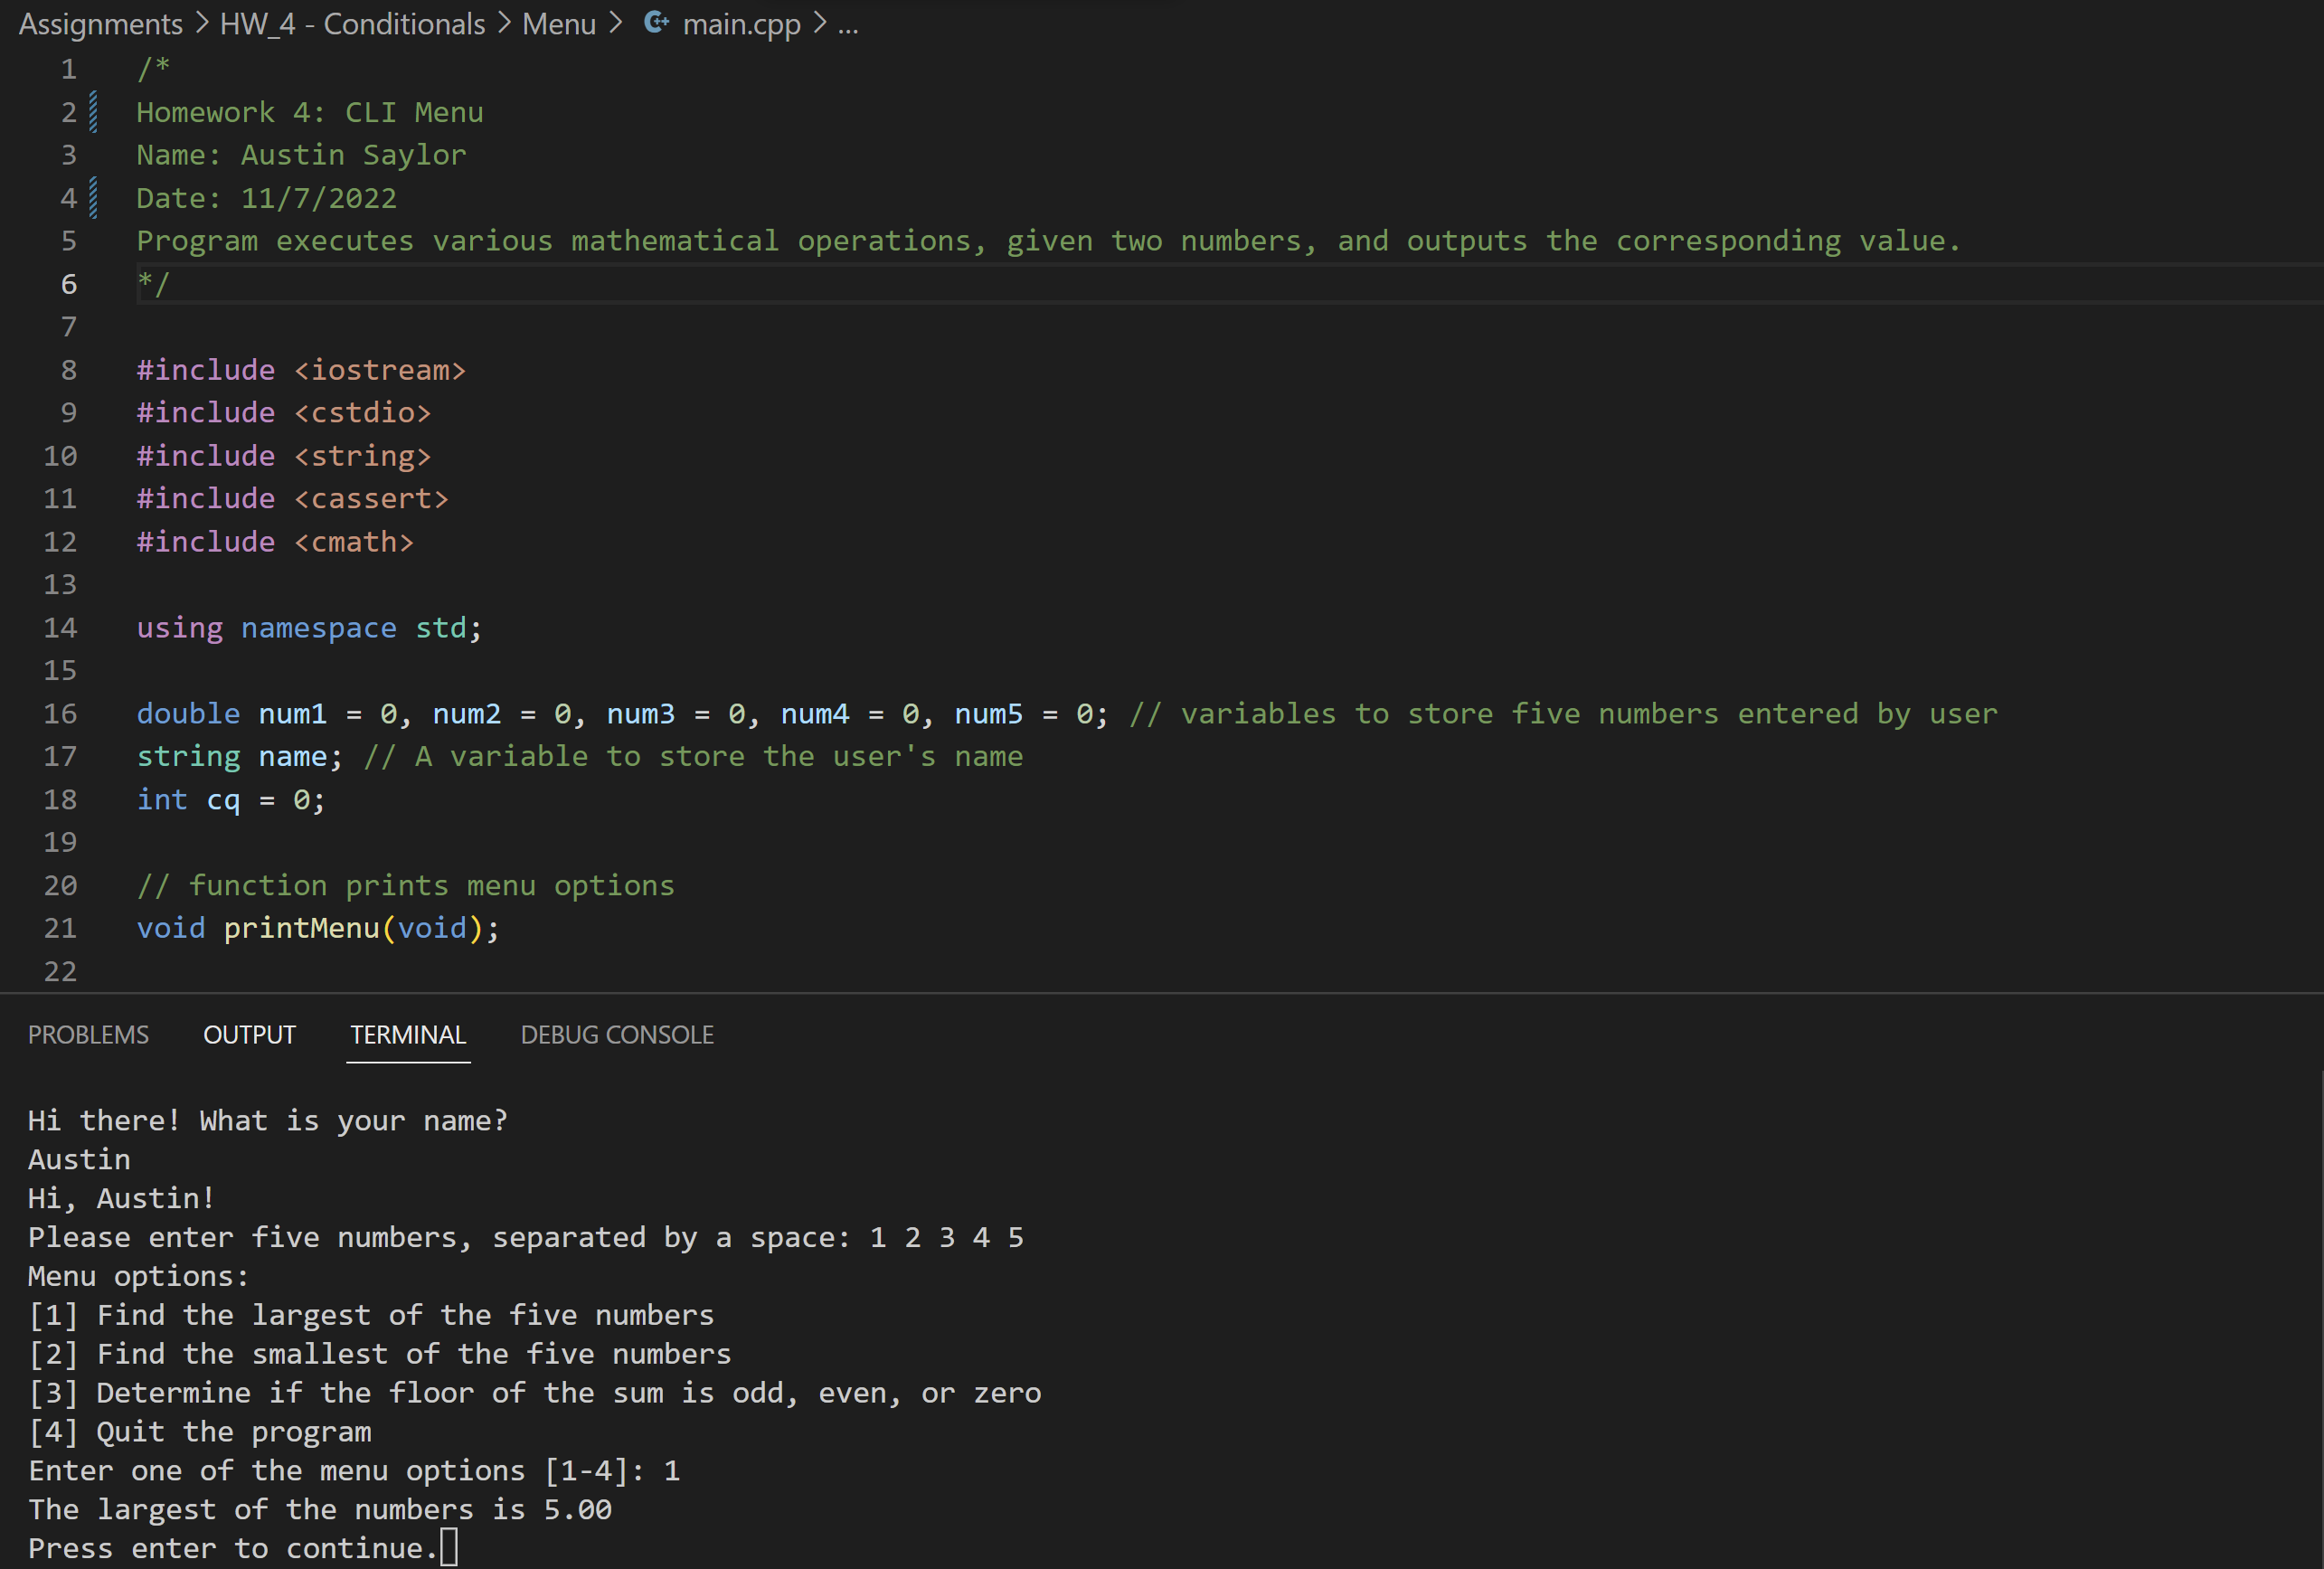 Assignments > HW_4 - Conditionals > Menu > main.cpp > ...
1 /*
2 Homework 4: CLI Menu
3 Name: Austin Saylor
4 Date: 11/7/2022
5 Program executes various mathematical operations, given two numbers, and outputs the corresponding value.
6 */
7
8 #include <iostream>
9 #include <cstdio>
10 #include <string>
11 #include <cassert>
12 #include <cmath>
13
14 using namespace std;
15
16 double num1 = 0, num2 = 0, num3 = 0, num4 = 0, num5 = 0; // variables to store five numbers entered by user
17 string name; // A variable to store the user's name
18 int cq = 0;
19
20 // function prints menu options
21 void printMenu(void);
22
PROBLEMS OUTPUT TERMINAL DEBUG CONSOLE
Hi there! What is your name?
Austin
Hi, Austin!
Please enter five numbers, separated by a space: 1 2 3 4 5
Menu options:
[1] Find the largest of the five numbers
[2] Find the smallest of the five numbers
[3] Determine if the floor of the sum is odd, even, or zero
[4] Quit the program
Enter one of the menu options [1-4]: 1
The largest of the numbers is 5.00
Press enter to continue.